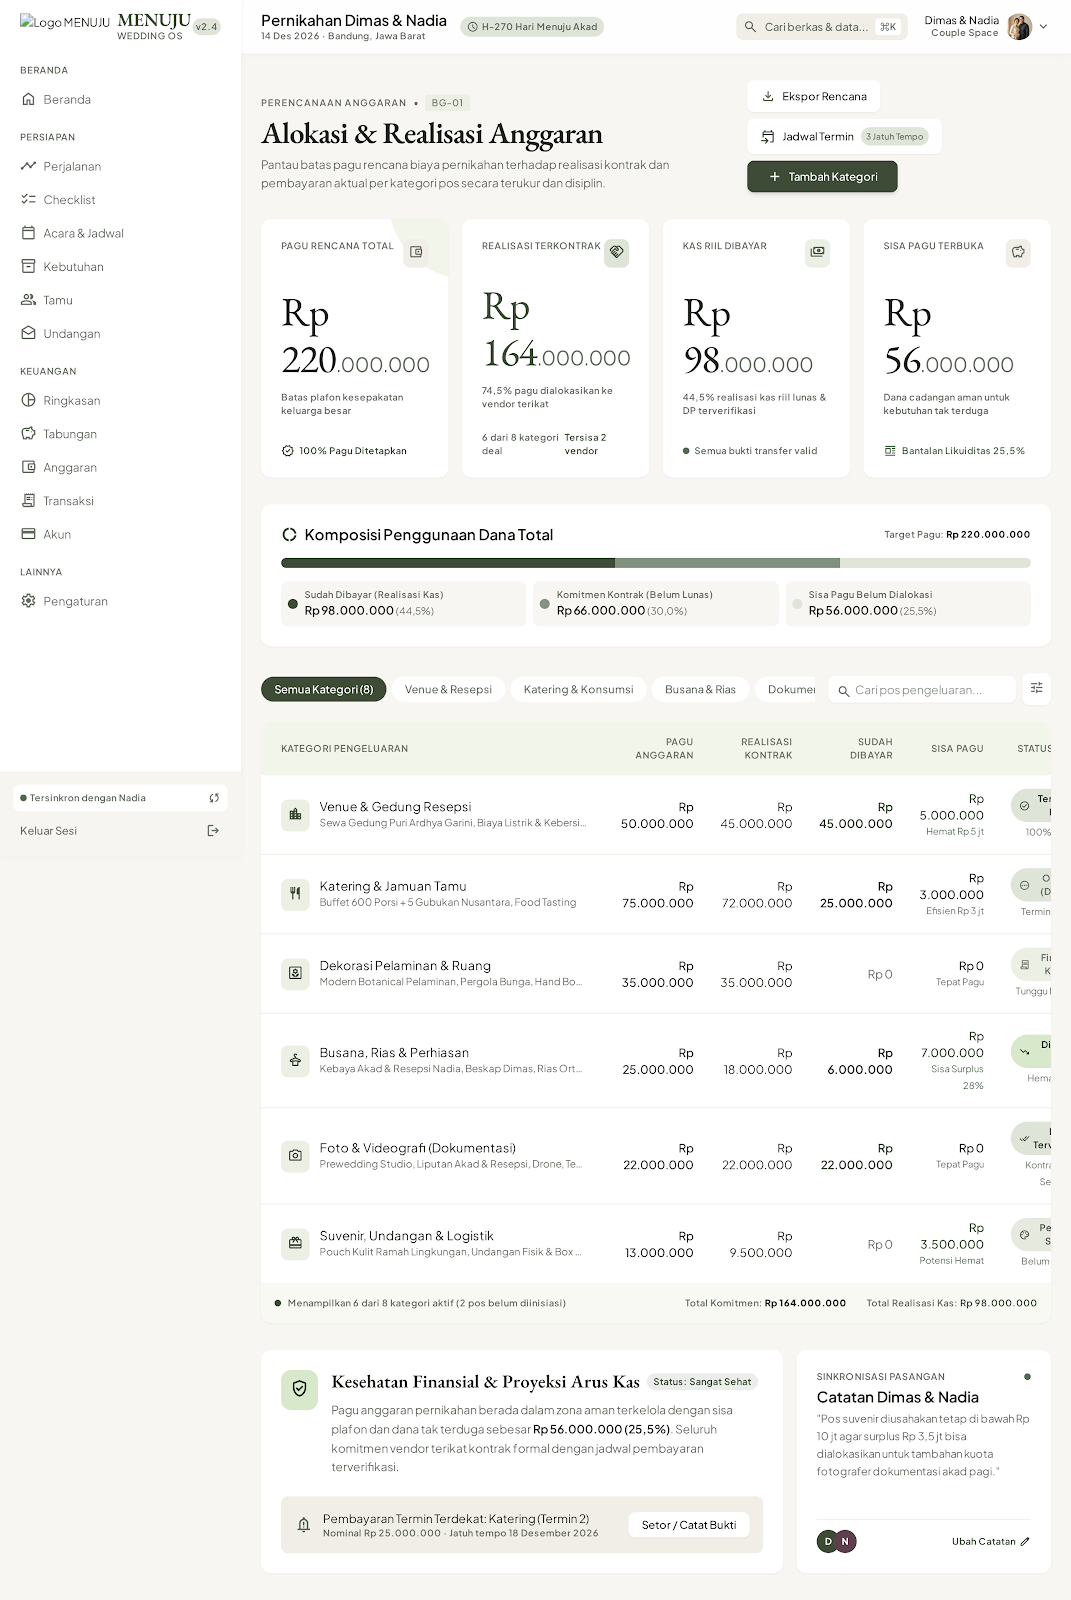 Logo MENUJU MENUJU
WEDDING OS
v2.4
BERANDA
Beranda
PERSIAPAN
Perjalanan
Checklist
Acara & Jadwal
Kebutuhan
Tamu
Undangan
KEUANGAN
Ringkasan
Tabungan
Anggaran
Transaksi
Akun
LAINNYA
Pengaturan
Tersinkron dengan Nadia
Keluar Sesi
Pernikahan Dimas & Nadia
14 Des 2026 · Bandung, Jawa Barat
H-270 Hari Menuju Akad
Cari berkas & data... ⌘K
Dimas & Nadia
Couple Space
PERENCANAAN ANGGARAN • BG-01
Alokasi & Realisasi Anggaran
Pantau batas pagu rencana biaya pernikahan terhadap realisasi kontrak dan
pembayaran aktual per kategori pos secara terukur dan disiplin.
Ekspor Rencana
Jadwal Termin 3 Jatuh Tempo
+ Tambah Kategori
PAGU RENCANA TOTAL
Rp
220.000.000
Batas plafon kesepakatan
keluarga besar
100% Pagu Ditetapkan
REALISASI TERKONTRAK
Rp
164.000.000
74,5% pagu dialokasikan ke
vendor terikat
6 dari 8 kategori
deal
Tersisa 2
vendor
KAS RIIL DIBAYAR
Rp
98.000.000
44,5% realisasi kas riil lunas &
DP terverifikasi
Semua bukti transfer valid
SISA PAGU TERBUKA
Rp
56.000.000
Dana cadangan aman untuk
kebutuhan tak terduga
Bantalan Likuiditas 25,5%
Komposisi Penggunaan Dana Total
Target Pagu: Rp 220.000.000
Sudah Dibayar (Realisasi Kas)
Rp 98.000.000 (44,5%)
Komitmen Kontrak (Belum Lunas)
Rp 66.000.000 (30,0%)
Sisa Pagu Belum Dialokasi
Rp 56.000.000 (25,5%)
Semua Kategori (8)
Venue & Resepsi
Katering & Konsumsi
Busana & Rias
Dokumen
Cari pos pengeluaran...
KATEGORI PENGELUARAN
PAGU
ANGGARAN
REALISASI
KONTRAK
SUDAH
DIBAYAR
SISA PAGU
STATUS
Venue & Gedung Resepsi
Sewa Gedung Puri Ardhya Garini, Biaya Listrik & Kebersi...
Rp
50.000.000
Rp
45.000.000
Rp
45.000.000
Rp
5.000.000
Hemat Rp 5 jt
100%
Katering & Jamuan Tamu
Buffet 600 Porsi + 5 Gubukan Nusantara, Food Tasting
Rp
75.000.000
Rp
72.000.000
Rp
25.000.000
Rp
3.000.000
Efisien Rp 3 jt
Termin
Dekorasi Pelaminan & Ruang
Modern Botanical Pelaminan, Pergola Bunga, Hand Bo...
Rp
35.000.000
Rp
35.000.000
Rp 0
Rp 0
Tepat Pagu
Tunggu
Busana, Rias & Perhiasan
Kebaya Akad & Resepsi Nadia, Beskap Dimas, Rias Ort...
Rp
25.000.000
Rp
18.000.000
Rp
6.000.000
Rp
7.000.000
Sisa Surplus
28%
Foto & Videografi (Dokumentasi)
Prewedding Studio, Liputan Akad & Resepsi, Drone, Te...
Rp
22.000.000
Rp
22.000.000
Rp
22.000.000
Rp 0
Tepat Pagu
Suvenir, Undangan & Logistik
Pouch Kulit Ramah Lingkungan, Undangan Fisik & Box ...
Rp
13.000.000
Rp
9.500.000
Rp 0
Rp
3.500.000
Potensi Hemat
Belum
Menampilkan 6 dari 8 kategori aktif (2 pos belum diinisiasi)
Total Komitmen: Rp 164.000.000
Total Realisasi Kas: Rp 98.000.000
Kesehatan Finansial & Proyeksi Arus Kas
Status: Sangat Sehat
Pagu anggaran pernikahan berada dalam zona aman terkelola dengan sisa
plafon dan dana tak terduga sebesar Rp 56.000.000 (25,5%). Seluruh
komitmen vendor terikat kontrak formal dengan jadwal pembayaran
terverifikasi.
Pembayaran Termin Terdekat: Katering (Termin 2)
Nominal Rp 25.000.000 · Jatuh tempo 18 Desember 2026
Setor / Catat Bukti
SINKRONISASI PASANGAN
Catatan Dimas & Nadia
"Pos suvenir diusahakan tetap di bawah Rp
10 jt agar surplus Rp 3,5 jt bisa
dialokasikan untuk tambahan kuota
fotografer dokumentasi akad pagi."
D N
Ubah Catatan